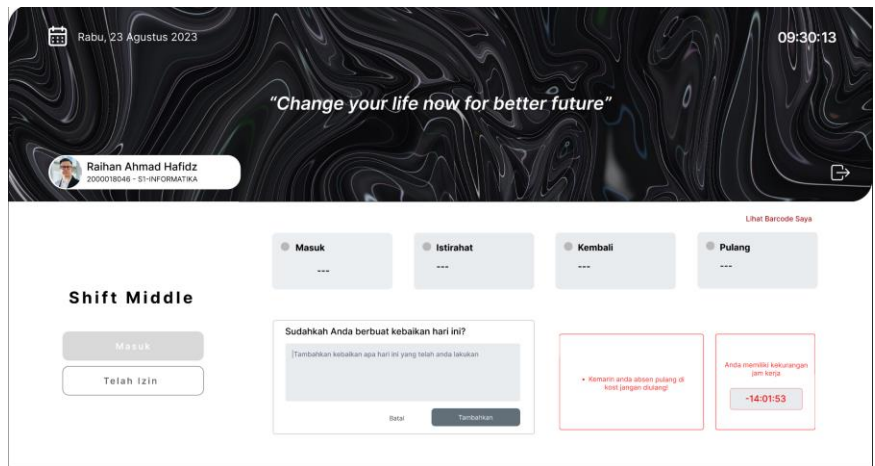 Rabu, 23 Agustus 2023
09:30:13
“Change your life now for better future”
Raihan Ahmad Hafidz
2000018046 - S1-INFORMATIKA
Lihat Barcode Saya
Masuk
---
Istirahat
---
Kembali
---
Pulang
---
Shift Middle
Masuk
Telah Izin
Sudahkah Anda berbuat kebaikan hari ini?
Tambahkan kebaikan apa hari ini yang telah anda lakukan
Batal
Tambahkan
• Kemarin anda absen pulang di
kost jangan diulangi
Anda memiliki kekurangan
jam kerja
-14:01:53